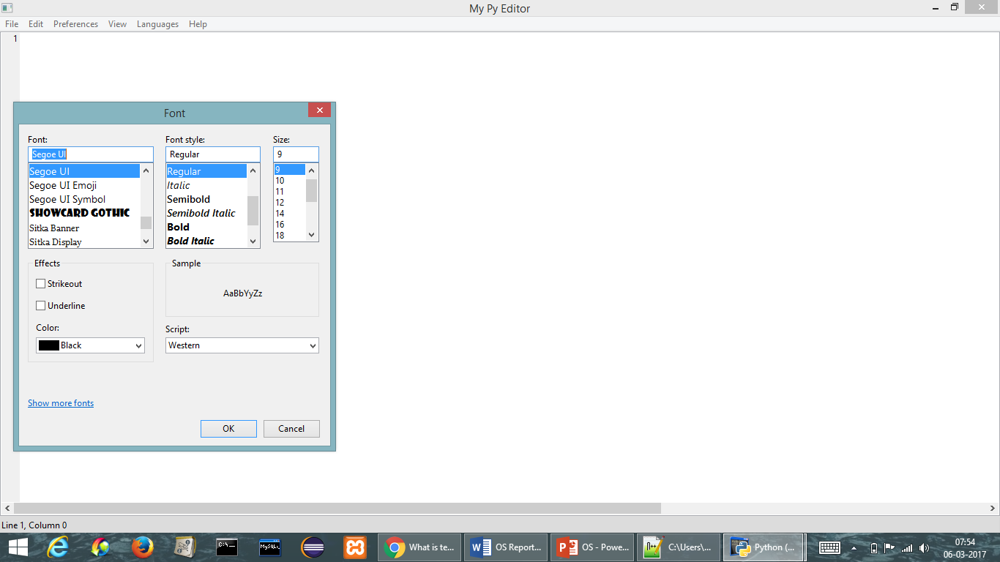 My Py Editor
File Edit Preferences View Languages Help
1
Font
Font: Font style: Size:
Segoe UI Regular 9
Segoe UI Regular 9
Segoe UI Emoji Italic 10
Segoe UI Symbol Semibold 11
SHOWCARD GOTHIC Semibold Italic 12
Sitka Banner Bold 14
Sitka Display Bold Italic 16
18
Effects Sample
Strikeout
AaBbYyZz
Underline
Color: Script:
Black Western
Show more fonts
OK Cancel
Line 1, Column 0
C:\_ MySQL What is te... OS Report... OS - Powe... C:\Users\... Python (... 07:54
06-03-2017